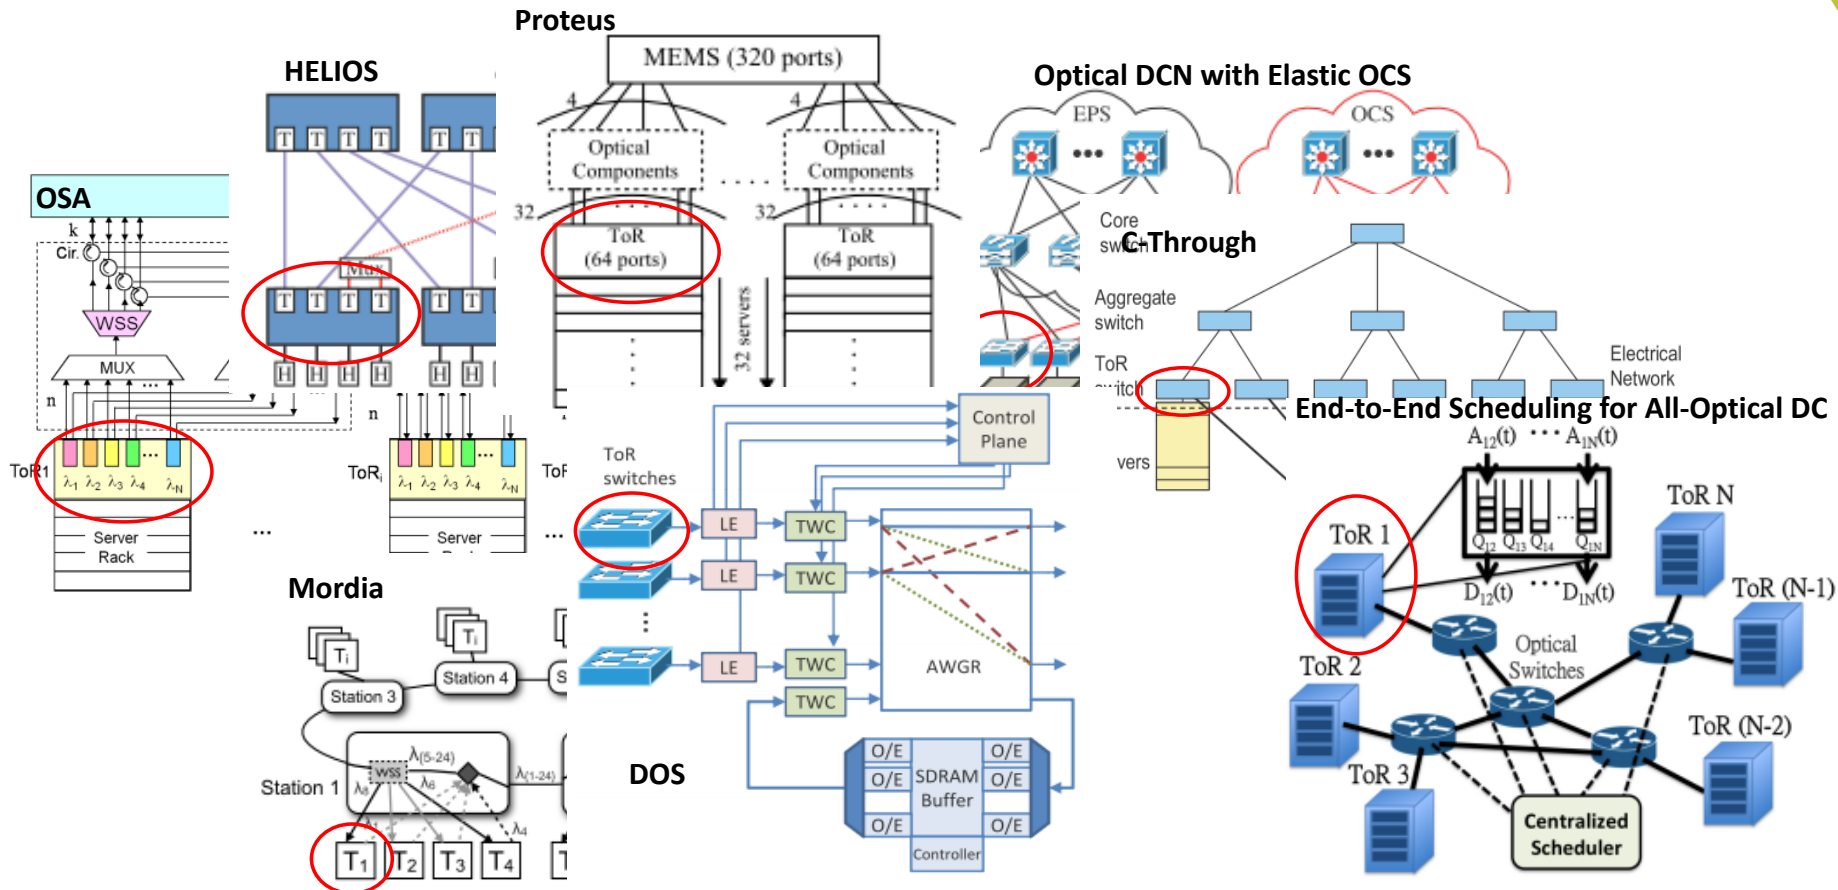 Proteus
MEMS (320 ports)
4
4
Optical
Components
Optical
Components
. . . .
32
32
ToR
(64 ports)
ToR
(64 ports)
32 servers
HELIOS
T T T T T T
Mux
T T T T T T
H H H H H H
OSA
k
Cir.
WSS
MUX
...
n
n
ToR1
λ1 λ2 λ3 λ4 ... λN
Server
Rack
...
ToRi
λ1 λ2 λ3 λ4 ... λN
Server
ToR
...
Optical DCN with Elastic OCS
EPS
OCS
Core
switch
Aggregate
switch
ToR
switch
C-Through
Electrical
Network
vers
End-to-End Scheduling for All-Optical DC
A12(t) ... A1N(t)
Q12 Q13 Q14 ... Q1N
D12(t) ... D1N(t)
ToR 1
ToR N
ToR (N-1)
ToR 2
Optical
Switches
ToR (N-2)
ToR 3
Centralized
Scheduler
Mordia
Ti
Ti
Station 3
Station 4
S
Station 1
WSS
λ(5-24)
λ(1-24)
λ8
λ6
λ4
T1 T2 T3 T4
DOS
ToR
switches
Control
Plane
LE
TWC
LE
TWC
LE
TWC
TWC
AWGR
O/E
O/E
O/E
SDRAM
Buffer
O/E
O/E
O/E
Controller